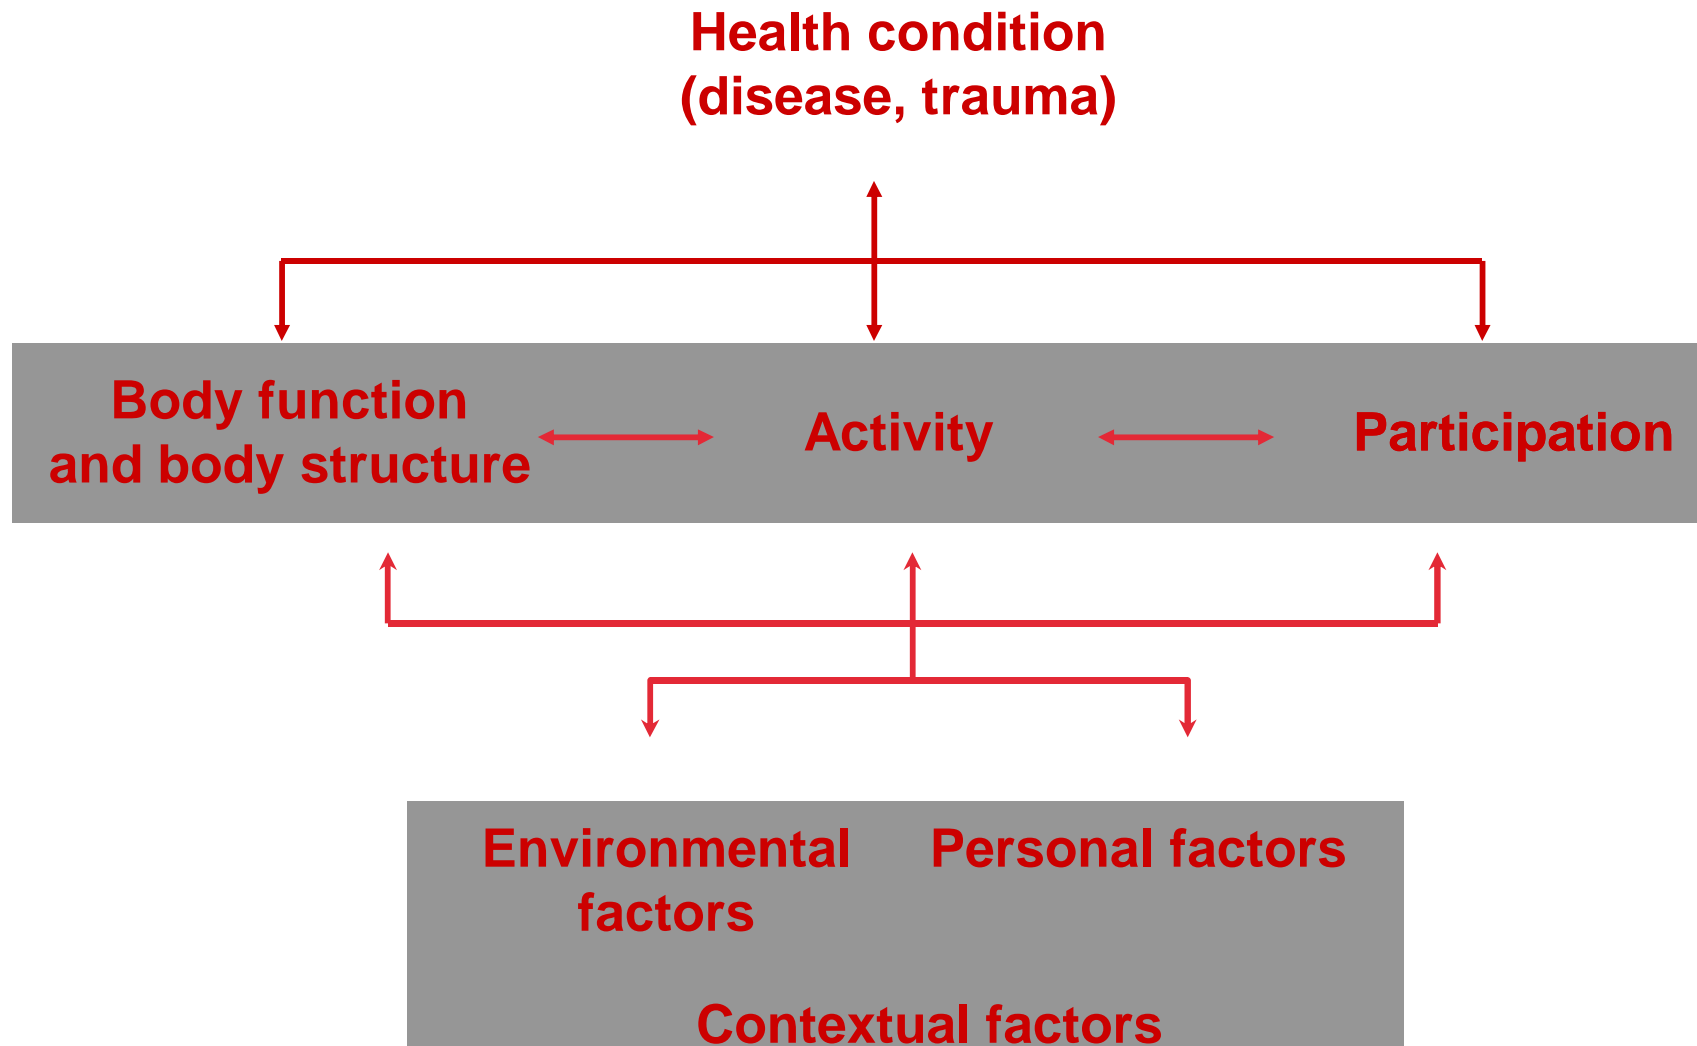 Health condition
(disease, trauma)
Body function
and body structure
Activity
Participation
Environmental
factors
Personal factors
Contextual factors